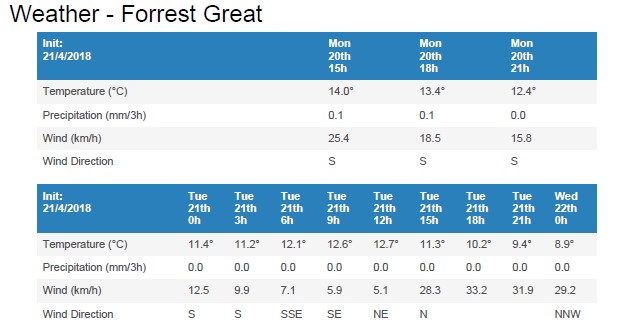 Weather - Forrest Great
Init: Mon Mon Mon
21/4/2018 20th 20th 20th
15h 18h 21h
Temperature (°C) 14.0° 13.4° 12.4°
Precipitation (mm/3h) 0.1 0.1 0.0
Wind (km/h) 25.4 18.5 15.8
Wind Direction S S S
Init: Tue Tue Tue Tue Tue Tue Tue Tue Wed
21/4/2018 21th 21th 21th 21th 21th 21th 21th 21th 22th
0h 3h 6h 9h 12h 15h 18h 21h 0h
Temperature (°C) 11.4° 11.2° 12.1° 12.6° 12.7° 11.3° 10.2° 9.4° 8.9°
Precipitation (mm/3h) 0.0 0.0 0.0 0.0 0.0 0.0 0.0 0.0 0.0
Wind (km/h) 12.5 9.9 7.1 5.9 5.1 28.3 33.2 31.9 29.2
Wind Direction S S SSE SE NE N NNW